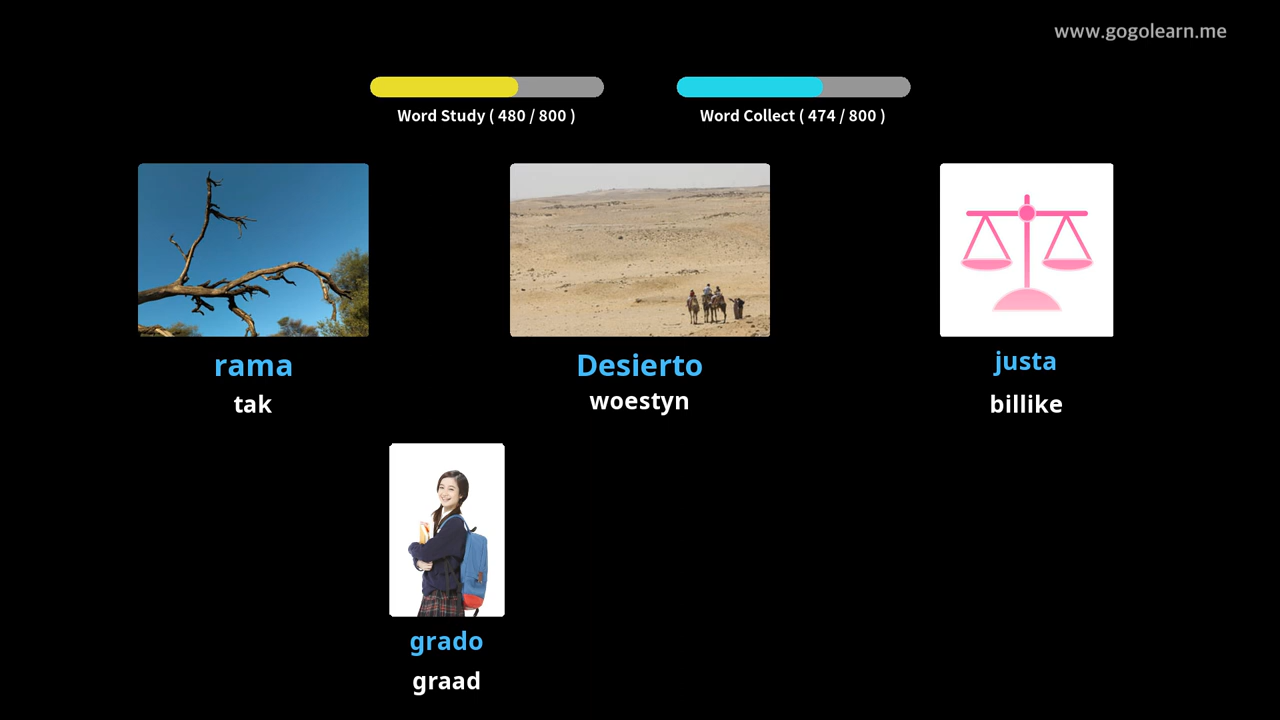 www.gogolearn.me
Word Study ( 480 / 800 )
Word Collect ( 474 / 800 )
rama
tak
Desierto
woestyn
justa
billike
grado
graad